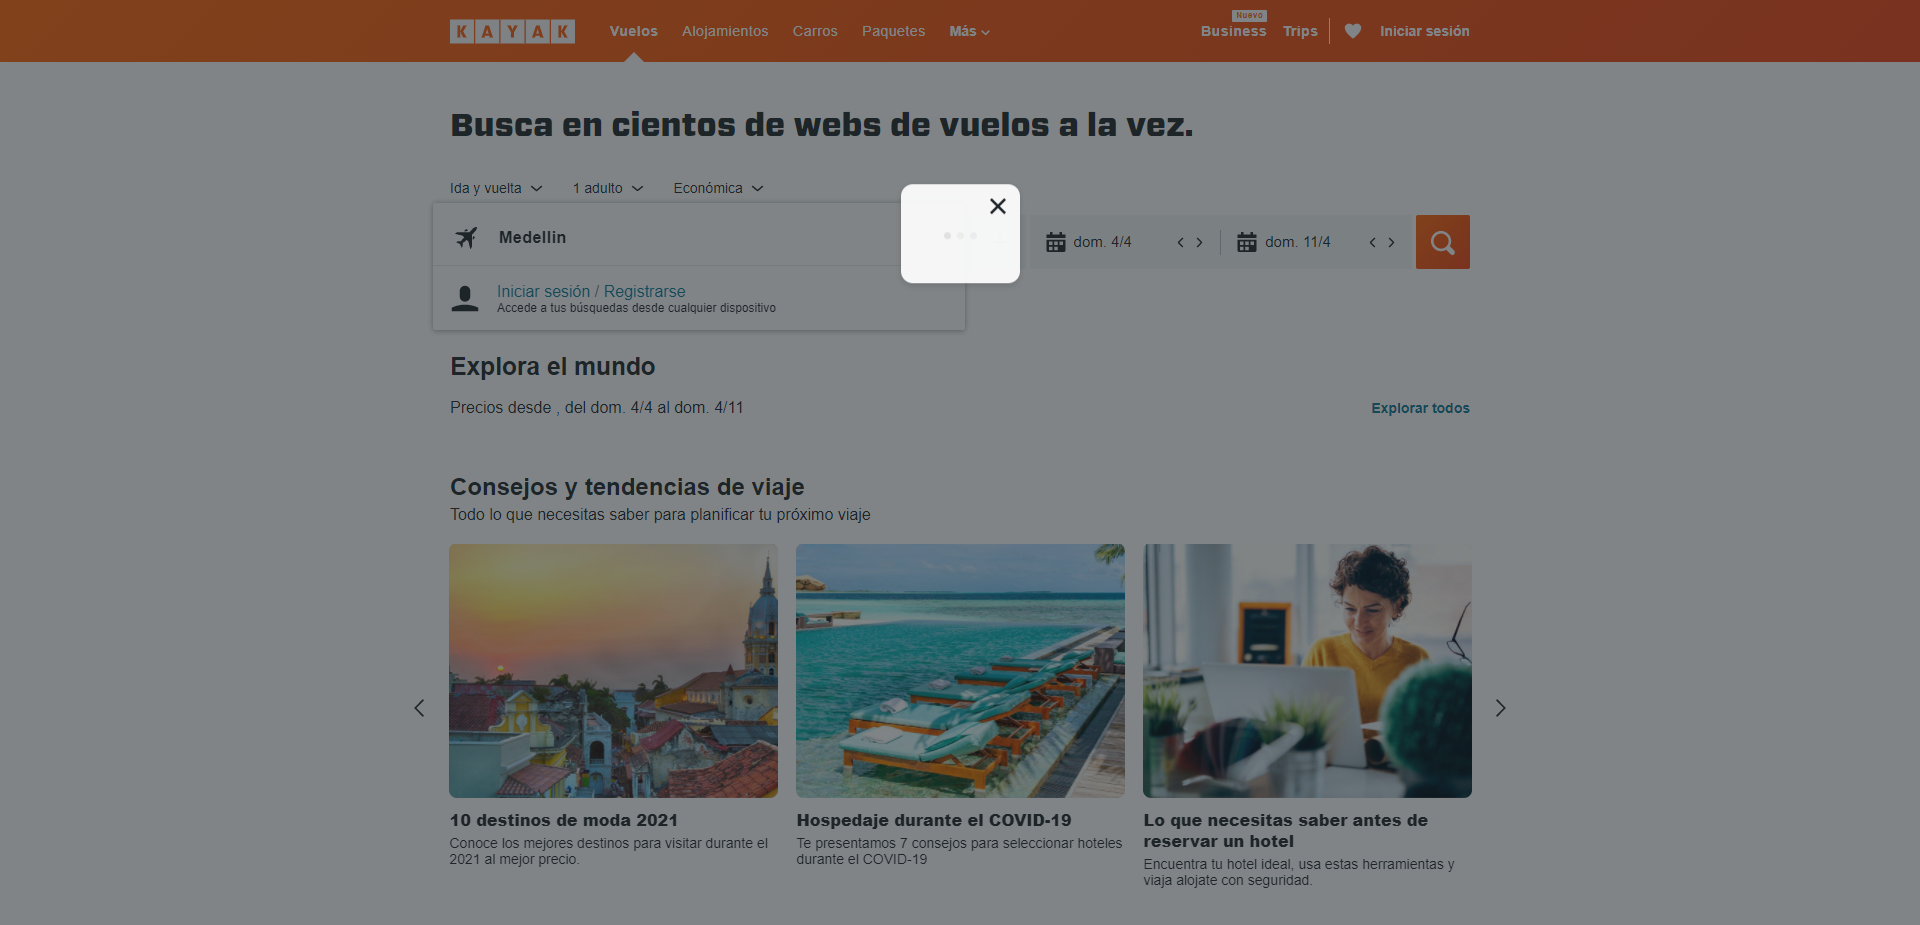 KAYAK
Vuelos
Alojamientos
Carros
Paquetes
Más
Nuevo
Business
Trips
Iniciar sesión
Busca en cientos de webs de vuelos a la vez.
Ida y vuelta
1 adulto
Económica
Medellin
dom. 4/4
dom. 11/4
Iniciar sesión / Registrarse
Accede a tus búsquedas desde cualquier dispositivo
Explora el mundo
Precios desde , del dom. 4/4 al dom. 4/11
Explorar todos
Consejos y tendencias de viaje
Todo lo que necesitas saber para planificar tu próximo viaje
10 destinos de moda 2021
Conoce los mejores destinos para visitar durante el
2021 al mejor precio.
Hospedaje durante el COVID-19
Te presentamos 7 consejos para seleccionar hoteles
durante el COVID-19
Lo que necesitas saber antes de
reservar un hotel
Encuentra tu hotel ideal, usa estas herramientas y
viaja alojate con seguridad.